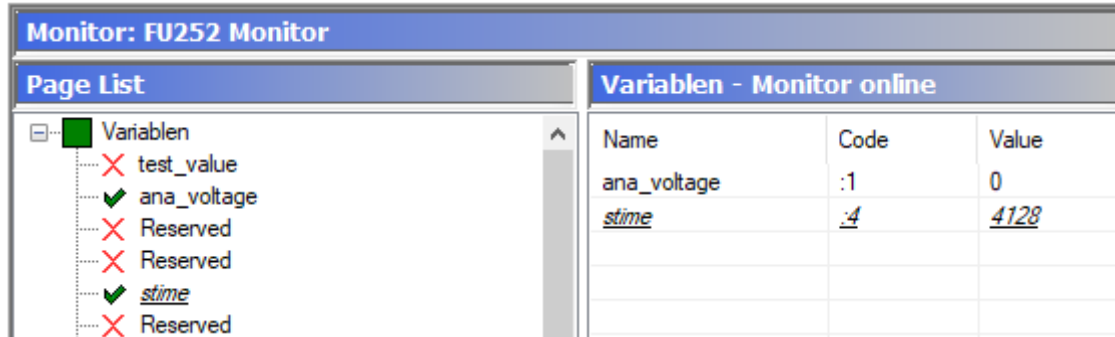 Monitor: FU252 Monitor
Page List
Variablen
test_value
ana_voltage
Reserved
Reserved
stime
Reserved
Variablen - Monitor online
Name Code Value
ana_voltage :1 0
stime :4 4128